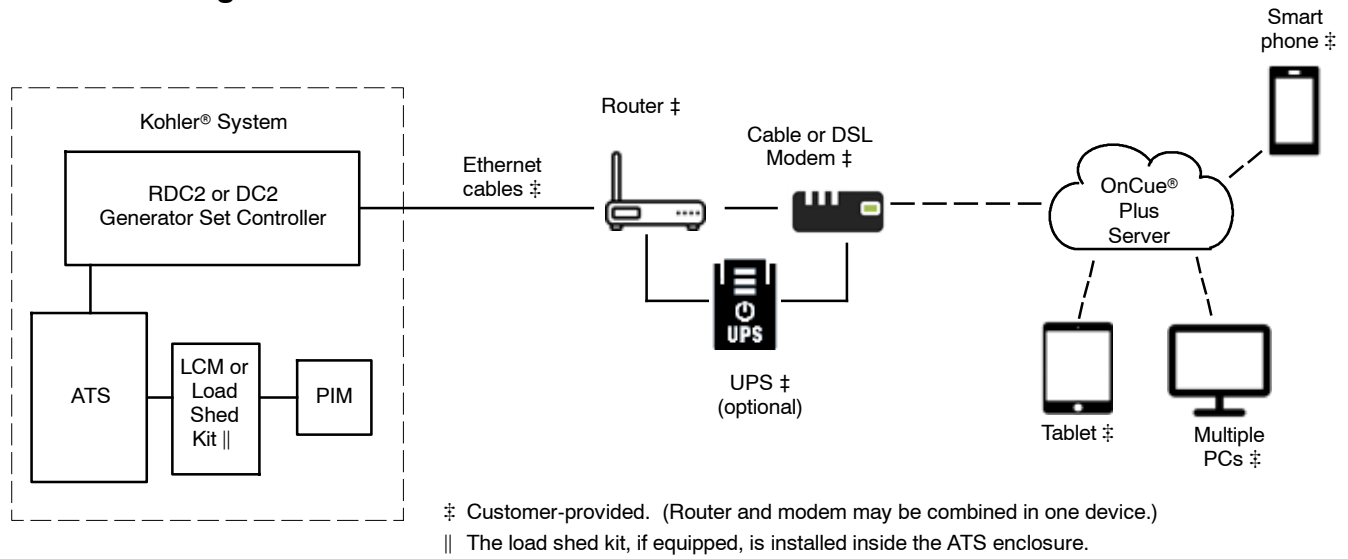 Kohler® System
RDC2 or DC2
Generator Set Controller
ATS
LCM or
Load
Shed
Kit ||
PIM
Ethernet
cables ‡
Router ‡
Cable or DSL
Modem ‡
UPS
UPS ‡
(optional)
OnCue®
Plus
Server
Smart
phone ‡
Tablet ‡
Multiple
PCs ‡
‡ Customer-provided. (Router and modem may be combined in one device.)
|| The load shed kit, if equipped, is installed inside the ATS enclosure.